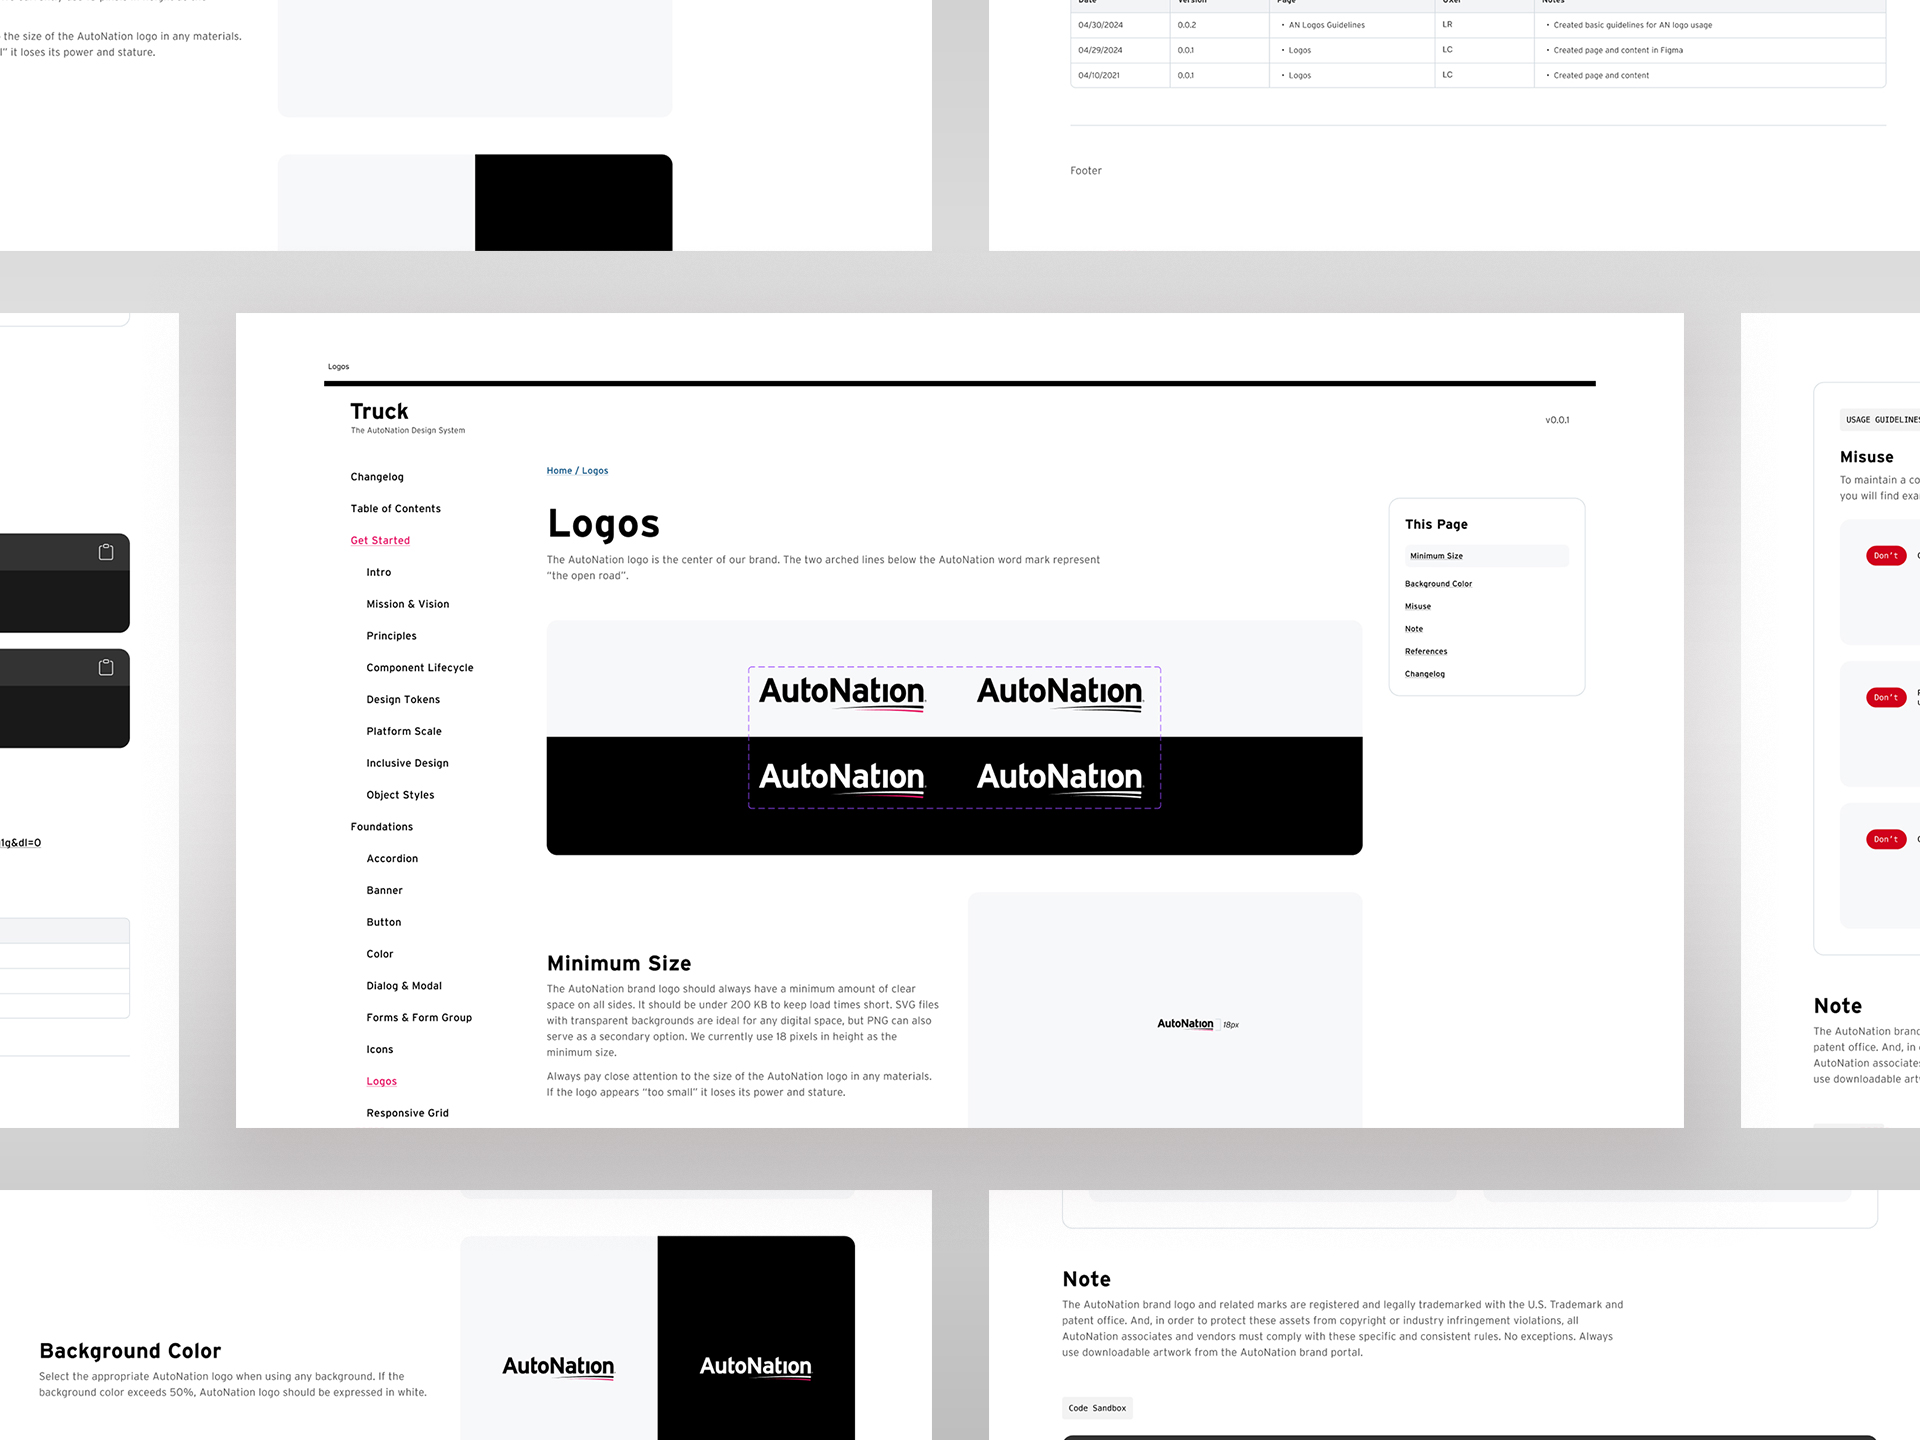 the size of the AutoNation logo in any materials.
it loses its power and stature.
Date Version Page User Notes
04/30/2024 0.0.2 • AN Logos Guidelines LR • Created basic guidelines for AN logo usage
04/29/2024 0.0.1 • Logos LC • Created page and content in Figma
04/10/2021 0.0.1 • Logos LC • Created page and content
Footer
Logos
Truck
The AutoNation Design System
v0.0.1
Changelog
Table of Contents
Get Started
Intro
Mission & Vision
Principles
Component Lifecycle
Design Tokens
Platform Scale
Inclusive Design
Object Styles
Foundations
Accordion
Banner
Button
Color
Dialog & Modal
Forms & Form Group
Icons
Logos
Responsive Grid
Home / Logos
Logos
The AutoNation logo is the center of our brand. The two arched lines below the AutoNation word mark represent
“the open road”.
AutoNation AutoNation
AutoNation AutoNation
Minimum Size
The AutoNation brand logo should always have a minimum amount of clear
space on all sides. It should be under 200 KB to keep load times short. SVG files
with transparent backgrounds are ideal for any digital space, but PNG can also
serve as a secondary option. We currently use 18 pixels in height as the
minimum size.
Always pay close attention to the size of the AutoNation logo in any materials.
If the logo appears “too small” it loses its power and stature.
AutoNation 18px
This Page
Minimum Size
Background Color
Misuse
Note
References
Changelog
1g&dl=0
USAGE GUIDELINES
Misuse
To maintain a co
you will find exa
Don't
Don't
Don't
Note
The AutoNation brand
patent office. And, in
AutoNation associates
use downloadable art
Background Color
Select the appropriate AutoNation logo when using any background. If the
background color exceeds 50%, AutoNation logo should be expressed in white.
AutoNation AutoNation
Note
The AutoNation brand logo and related marks are registered and legally trademarked with the U.S. Trademark and
patent office. And, in order to protect these assets from copyright or industry infringement violations, all
AutoNation associates and vendors must comply with these specific and consistent rules. No exceptions. Always
use downloadable artwork from the AutoNation brand portal.
Code Sandbox